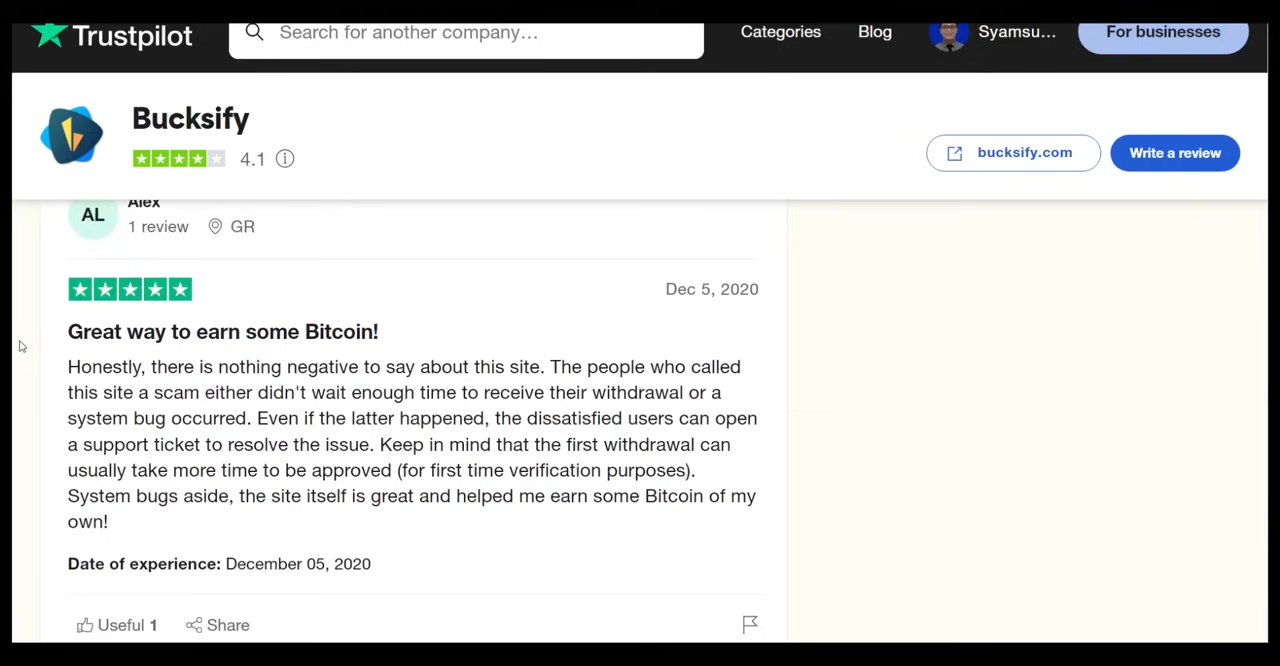 Trustpilot
Search for another company...
Categories
Blog
Syamsu...
For businesses
Bucksify
4.1
bucksify.com
Write a review
AL
Alex
1 review
GR
Dec 5, 2020
Great way to earn some Bitcoin!
Honestly, there is nothing negative to say about this site. The people who called
this site a scam either didn't wait enough time to receive their withdrawal or a
system bug occurred. Even if the latter happened, the dissatisfied users can open
a support ticket to resolve the issue. Keep in mind that the first withdrawal can
usually take more time to be approved (for first time verification purposes).
System bugs aside, the site itself is great and helped me earn some Bitcoin of my
own!
Date of experience: December 05, 2020
Useful 1
Share